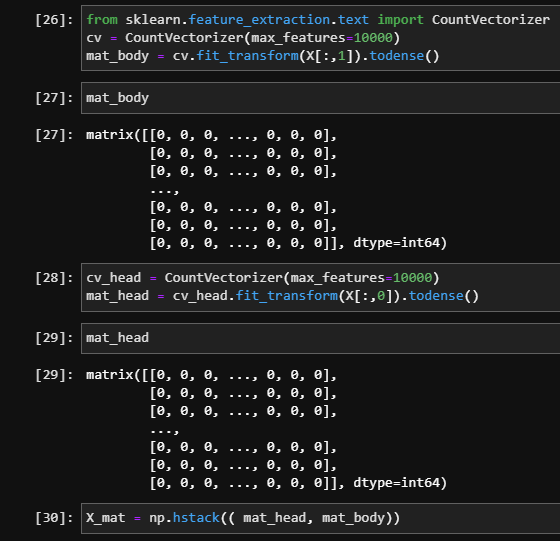 [26]: from sklearn.feature_extraction.text import CountVectorizer
cv = CountVectorizer(max_features=10000)
mat_body = cv.fit_transform(X[:,1]).todense()
[27]: mat_body
[27]: matrix([[0, 0, 0, ..., 0, 0, 0],
[0, 0, 0, ..., 0, 0, 0],
[0, 0, 0, ..., 0, 0, 0],
...,
[0, 0, 0, ..., 0, 0, 0],
[0, 0, 0, ..., 0, 0, 0],
[0, 0, 0, ..., 0, 0, 0]], dtype=int64)
[28]: cv_head = CountVectorizer(max_features=10000)
mat_head = cv_head.fit_transform(X[:,0]).todense()
[29]: mat_head
[29]: matrix([[0, 0, 0, ..., 0, 0, 0],
[0, 0, 0, ..., 0, 0, 0],
[0, 0, 0, ..., 0, 0, 0],
...,
[0, 0, 0, ..., 0, 0, 0],
[0, 0, 0, ..., 0, 0, 0],
[0, 0, 0, ..., 0, 0, 0]], dtype=int64)
[30]: X_mat = np.hstack(( mat_head, mat_body))